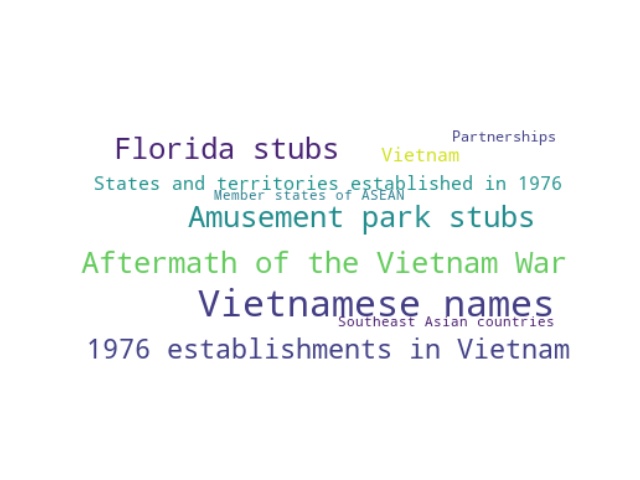 Partnerships
Florida stubs
Vietnam
States and territories established in 1976
Member states of ASEAN
Amusement park stubs
Aftermath of the Vietnam War
Vietnamese names
Southeast Asian countries
1976 establishments in Vietnam